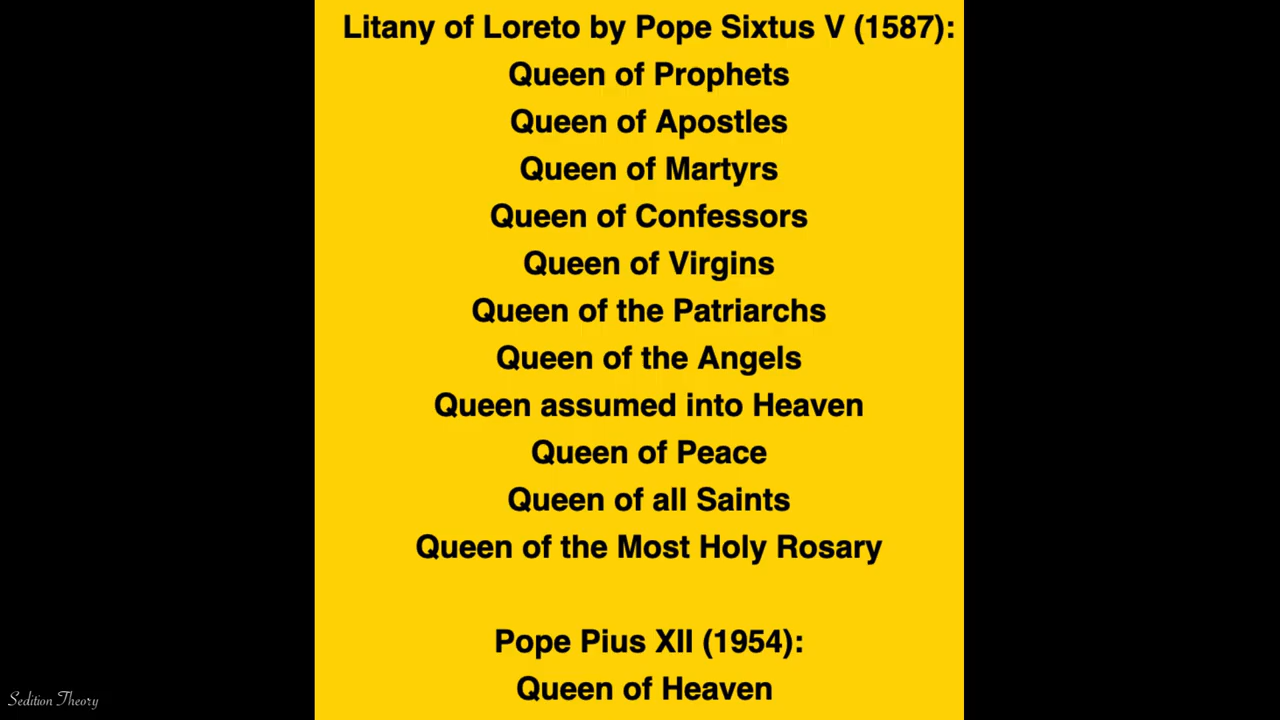 Litany of Loreto by Pope Sixtus V (1587):
Queen of Prophets
Queen of Apostles
Queen of Martyrs
Queen of Confessors
Queen of Virgins
Queen of the Patriarchs
Queen of the Angels
Queen assumed into Heaven
Queen of Peace
Queen of all Saints
Queen of the Most Holy Rosary
Pope Pius XII (1954):
Queen of Heaven
Sedition Theory